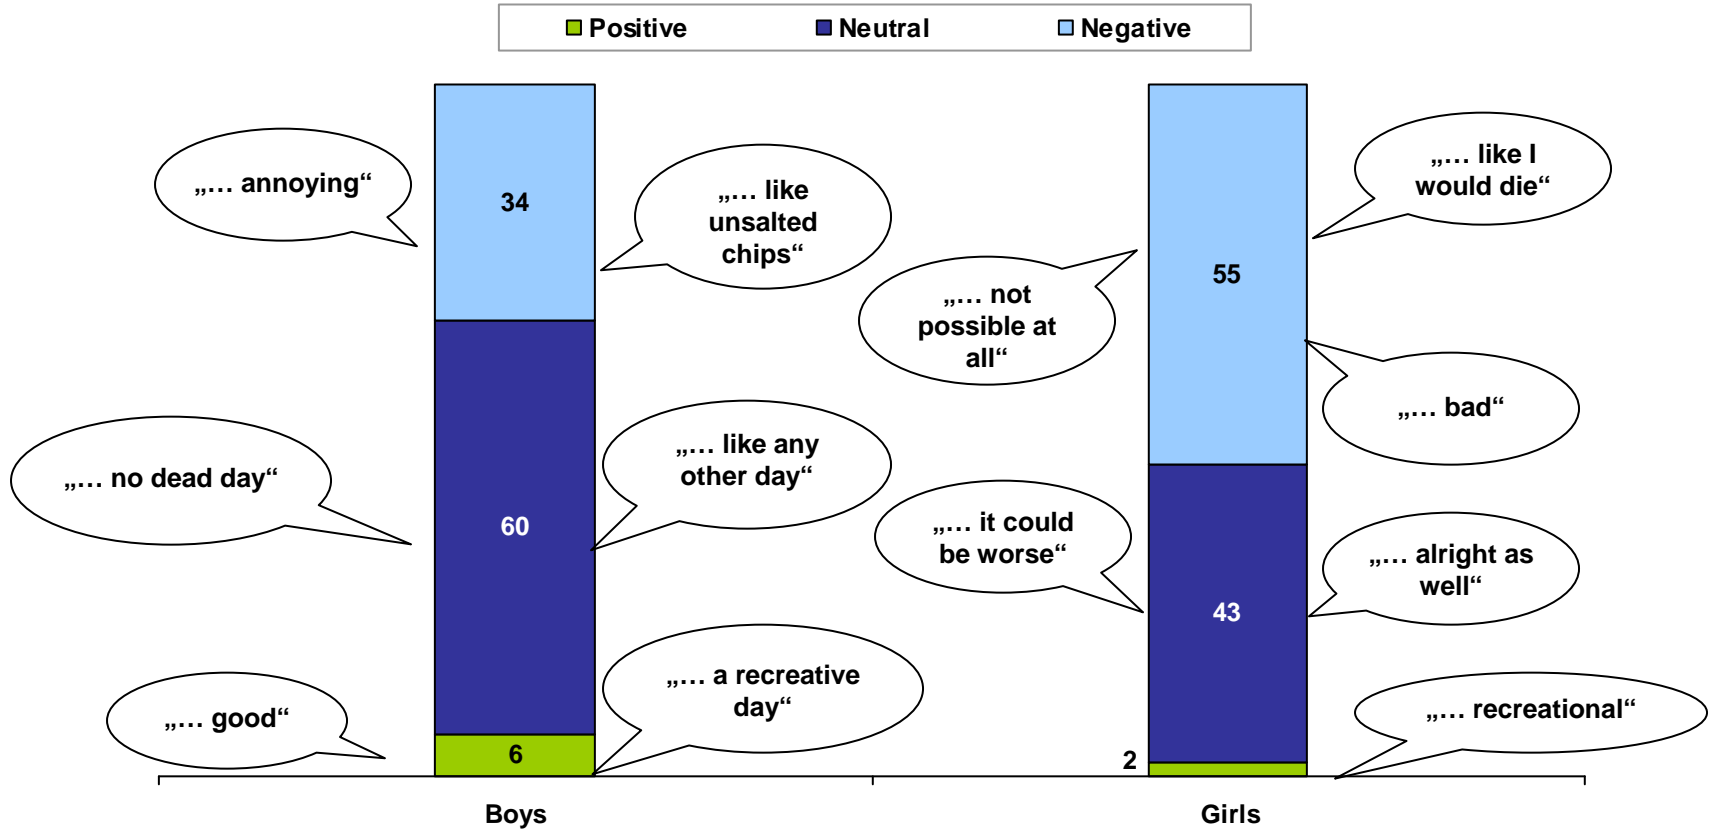 Positive Neutral Negative
„… annoying“
34
„… like
unsalted
chips“
„… no dead day“
60
„… like any
other day“
„… good“
6
„… a recreative
day“
Boys
„… like I
would die“
„… not
possible at
all“
55
„… bad“
„… it could
be worse“
43
„… alright as
well“
2
„… recreational“
Girls